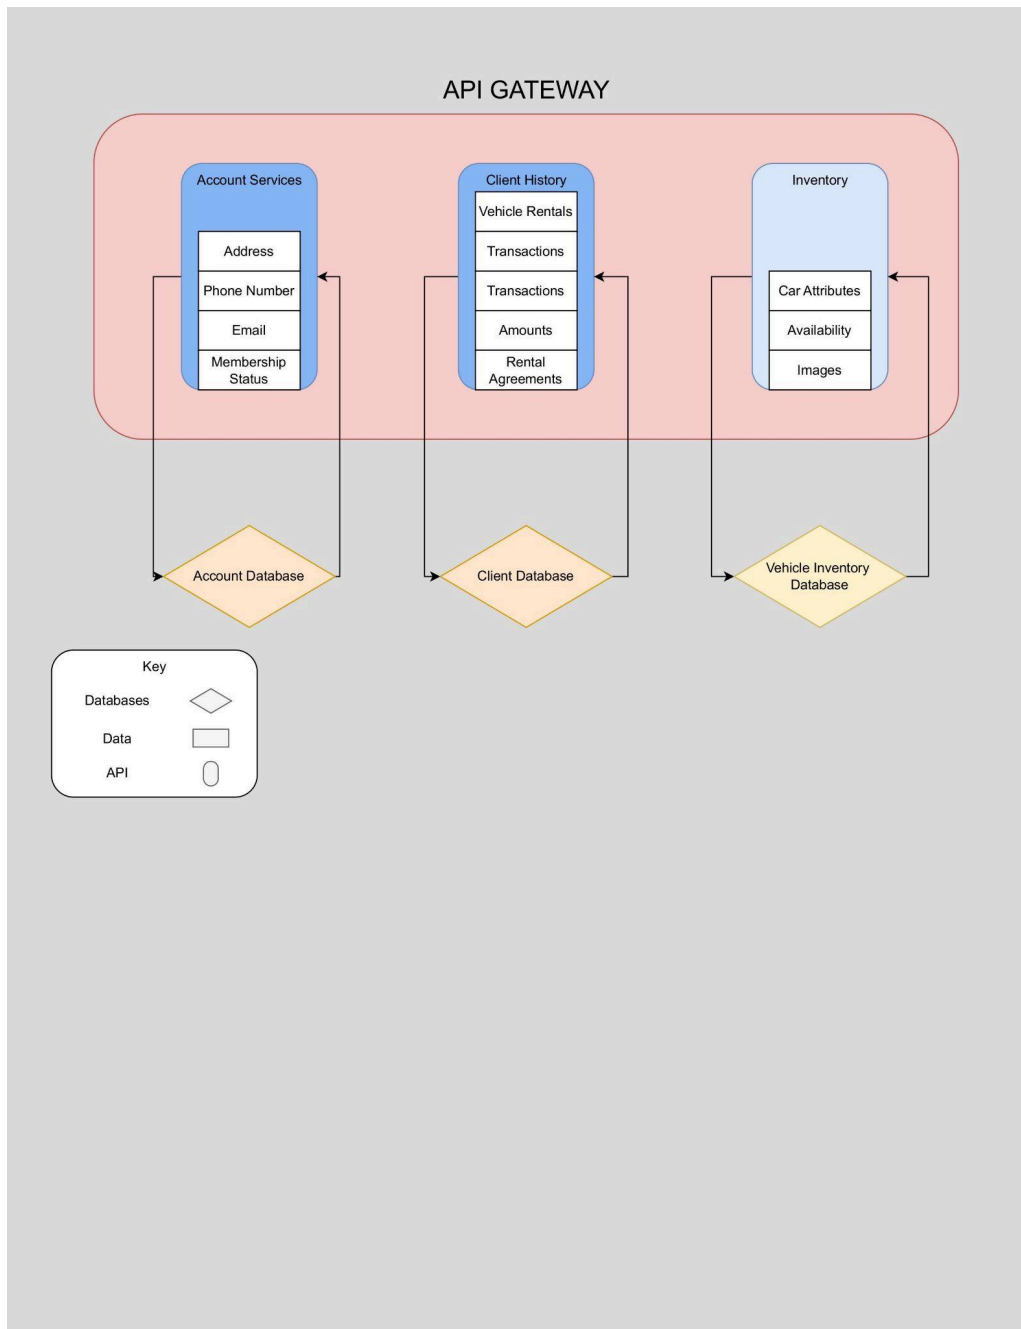 API GATEWAY
Account Services
Address
Phone Number
Email
Membership
Status
Client History
Vehicle Rentals
Transactions
Transactions
Amounts
Rental
Agreements
Inventory
Car Attributes
Availability
Images
Account Database
Client Database
Vehicle Inventory
Database
Key
Databases
Data
API